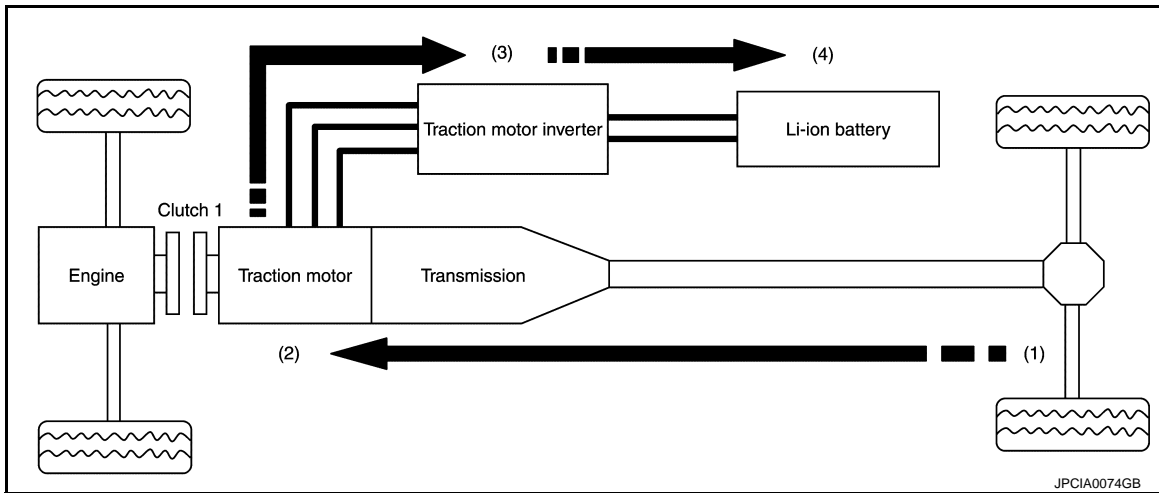 (3)
(4)
Traction motor inverter
Li-ion battery
Clutch 1
Engine
Traction motor
Transmission
(2)
(1)
JPCIA0074GB